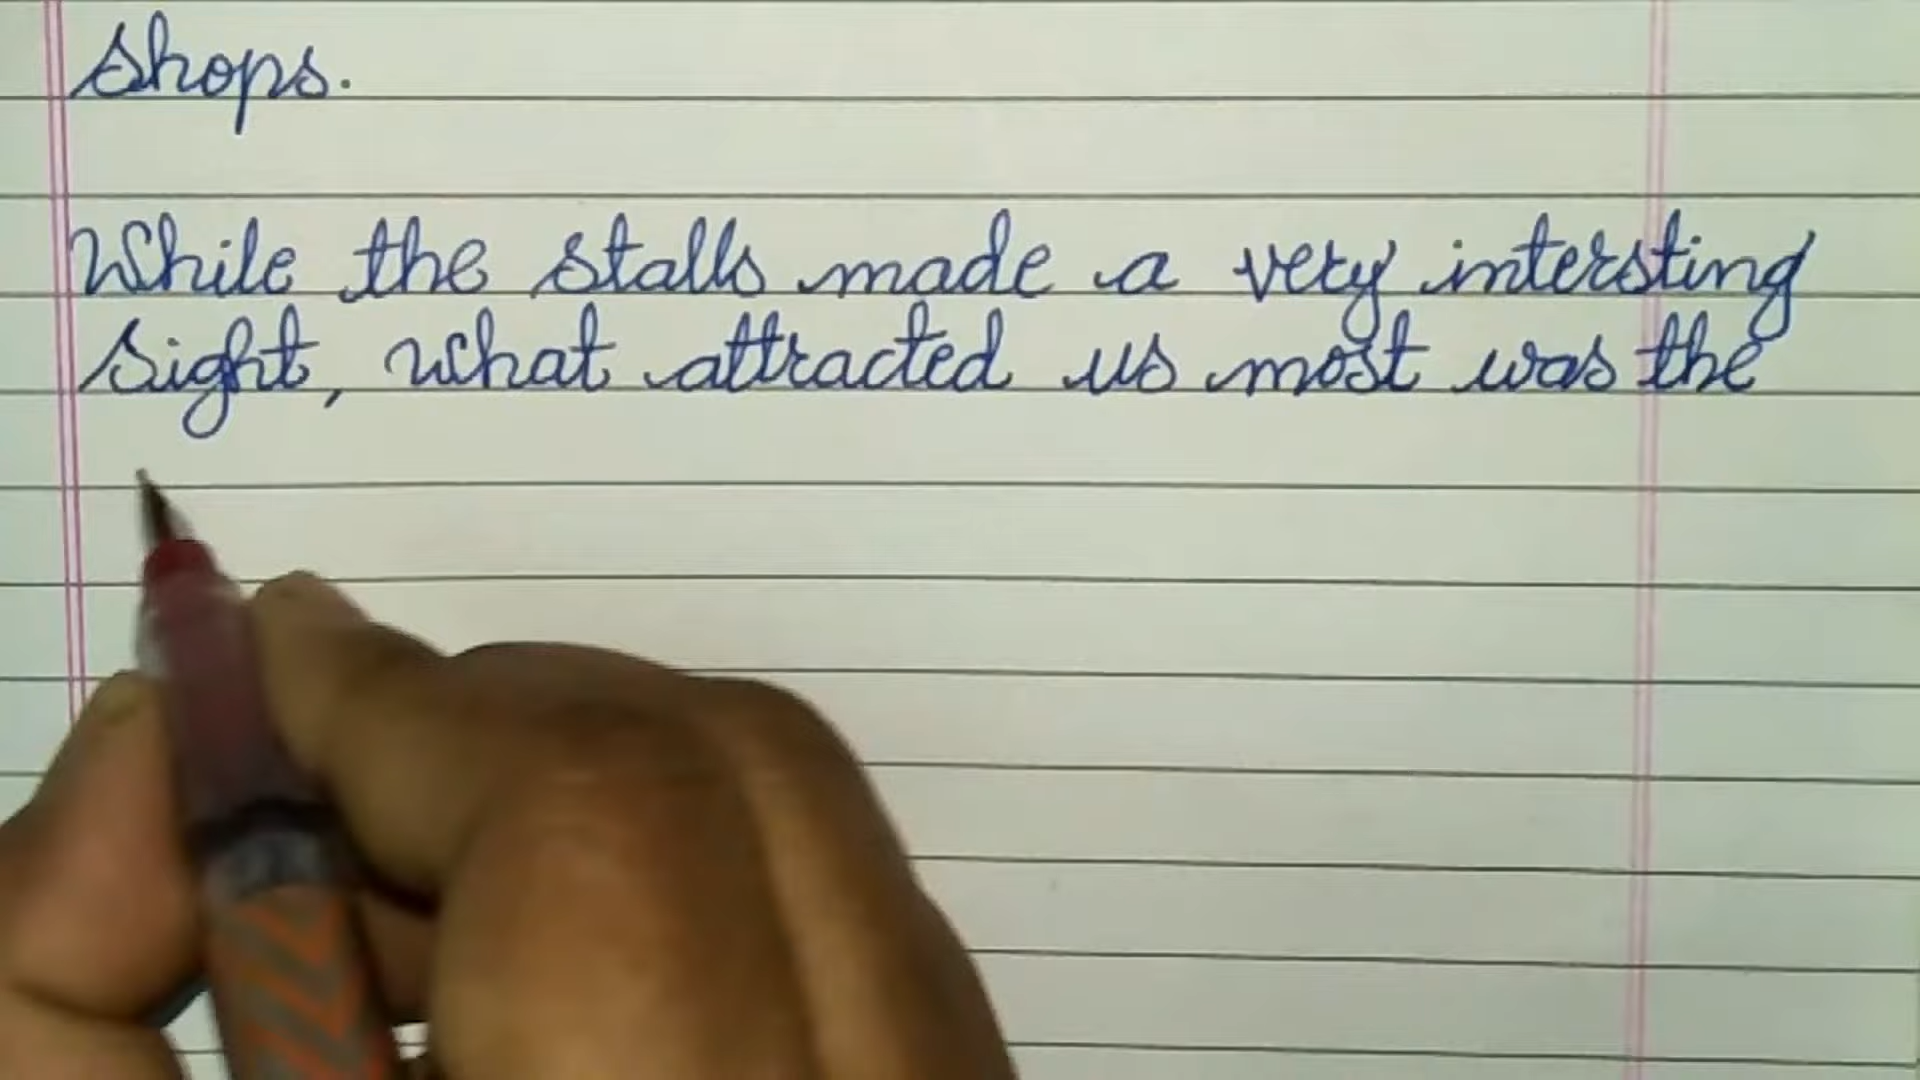 shops.
While the stalls made a very intersting
sight, what attracted us most was the